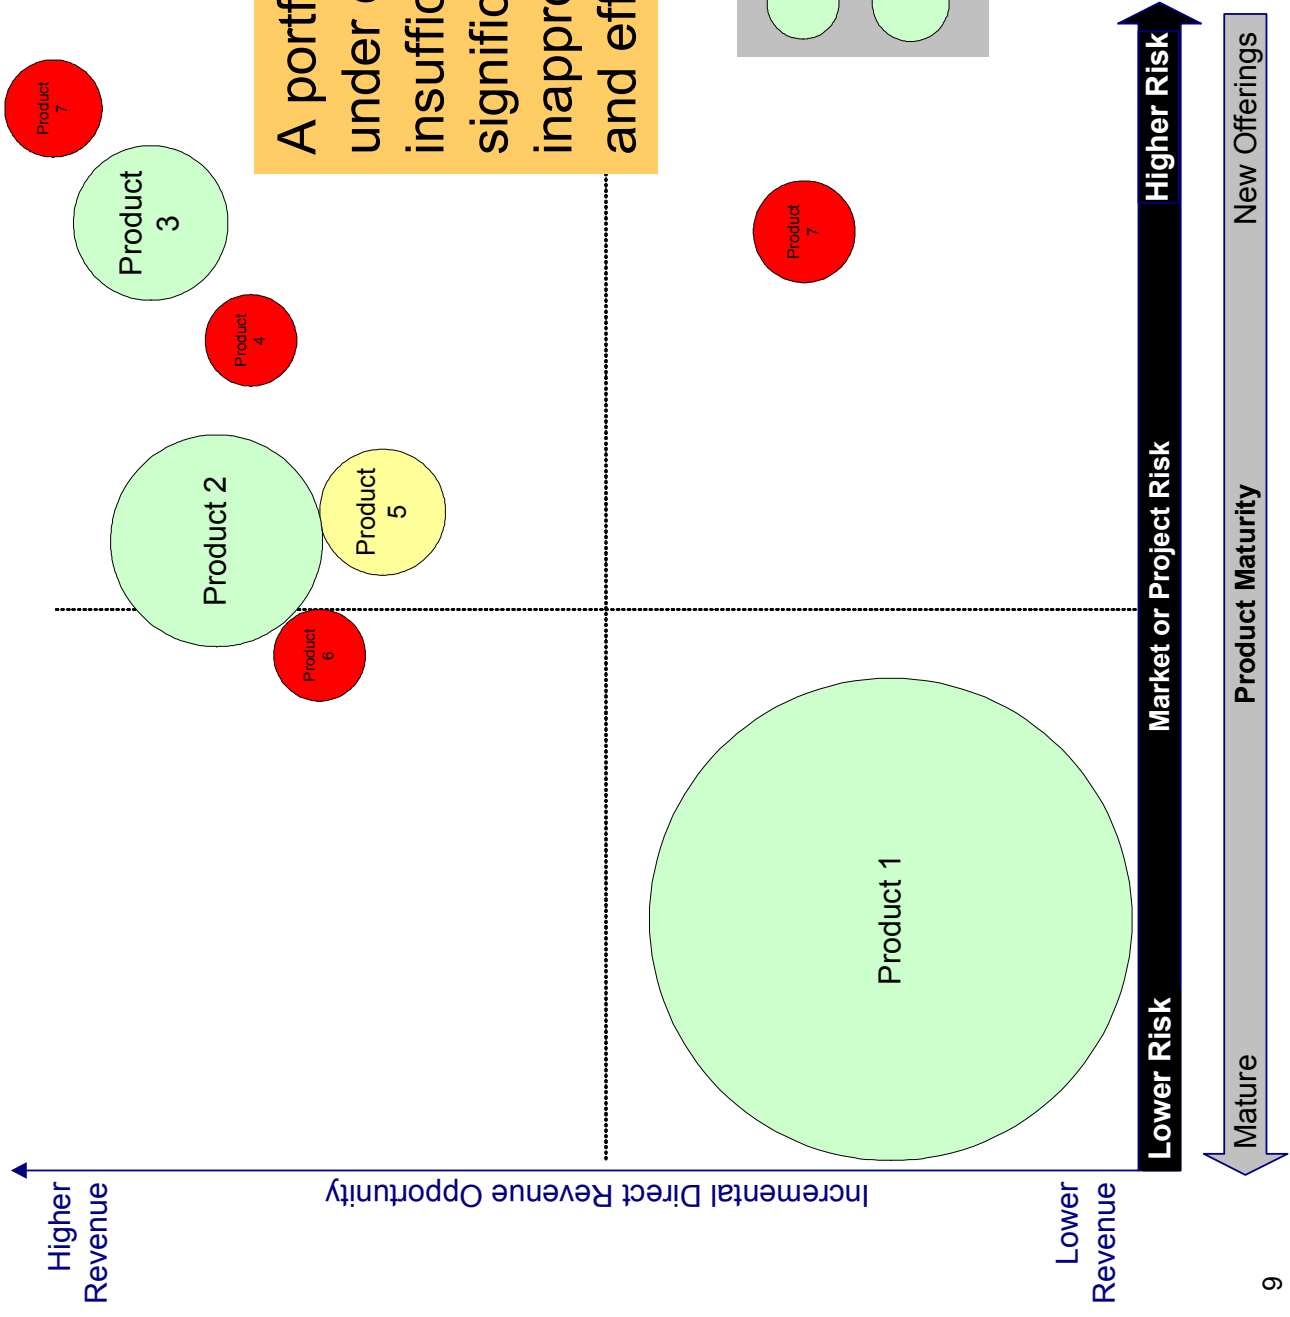 Higher
Revenue
Incremental Direct Revenue Opportunity
Lower
Revenue
Product
7
Product
3
Product
4
Product 2
Product
5
Product
6
Product
7
Product 1
A portf
under
insuffic
signific
inappro
and eff
Lower Risk
Market or Project Risk
Higher Risk
Mature
Product Maturity
New Offerings
9